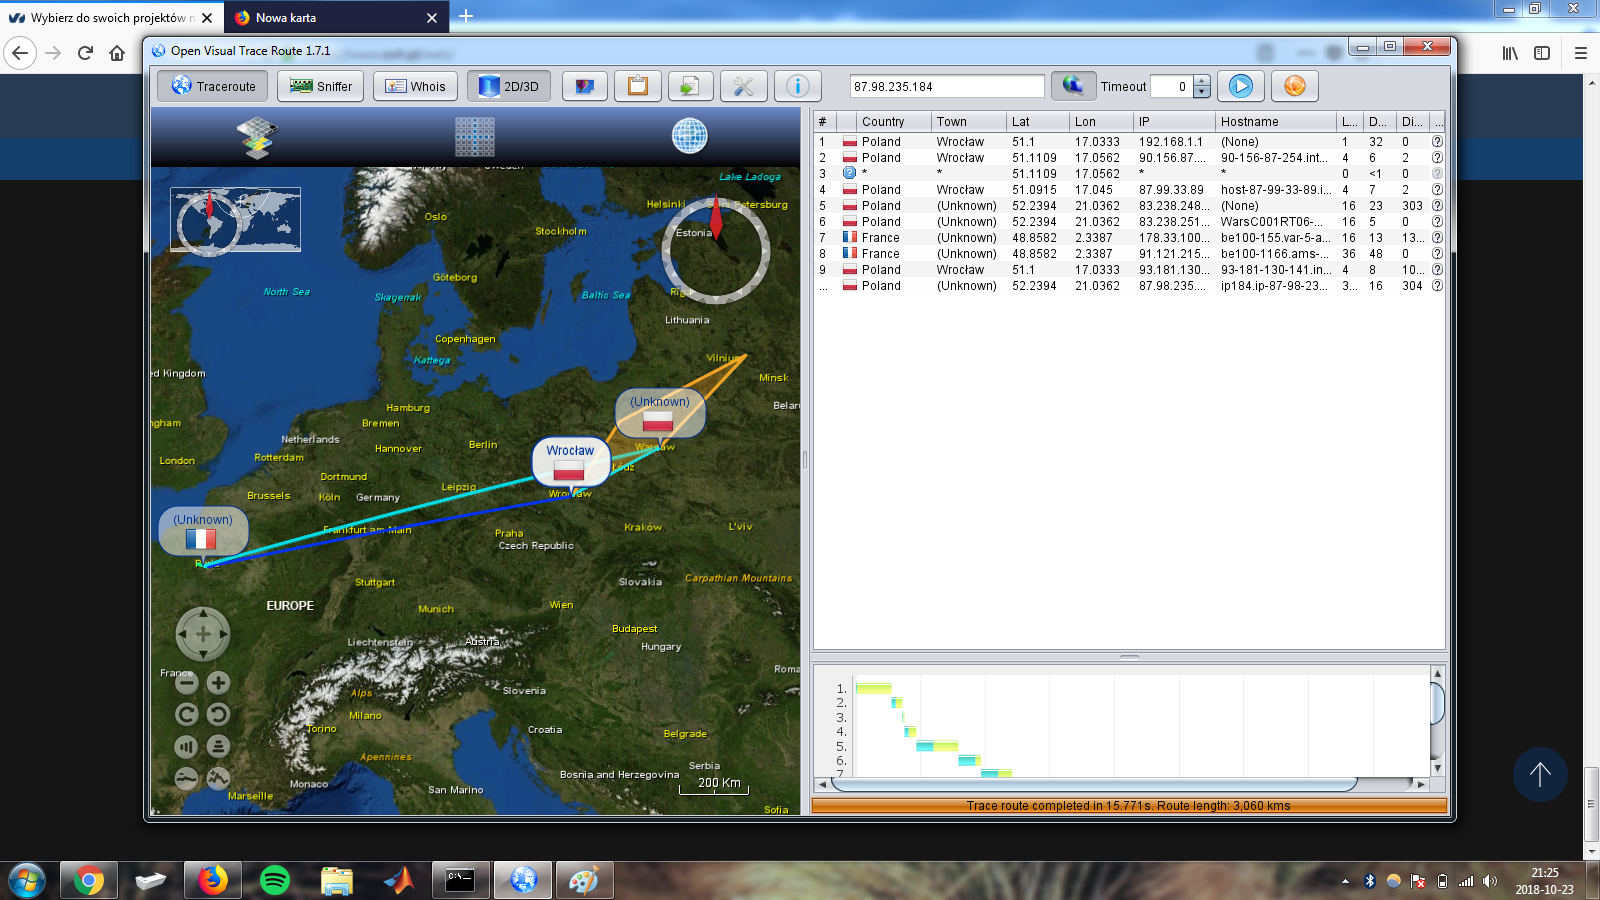 Wybierz do swoich projektów n
Nowa karta
Open Visual Trace Route 1.7.1
Traceroute
Sniffer
Whois
2D/3D
87.98.235.184
Timeout
0
# Country Town Lat Lon IP Hostname L... D... Di... ...
1 Poland Wrocław 51.1 17.0333 192.168.1.1 (None) 1 32 0
2 Poland Wrocław 51.1109 17.0562 90.156.87.... 90-156-87-254.int... 4 6 2
3 * * 51.1109 17.0562 * * 0 <1 0
4 Poland Wrocław 51.0915 17.045 87.99.33.89 host-87-99-33-89.i... 4 7 2
5 Poland (Unknown) 52.2394 21.0362 83.238.248... (None) 16 23 303
6 Poland (Unknown) 52.2394 21.0362 83.238.251... WarsC001RT06-... 16 5 0
7 France (Unknown) 48.8582 2.3387 178.33.100... be100-155.var-5-a... 16 13 13...
8 France (Unknown) 48.8582 2.3387 91.121.215... be100-1166.ams-... 36 48 0
9 Poland Wrocław 51.1 17.0333 93.181.130... 93-181-130-141.in... 4 8 10...
... Poland (Unknown) 52.2394 21.0362 87.98.235.... ip184.ip-87-98-23... 3... 16 304
Lake Ladoga
Helsinki
Petersburg
Oslo
Stockholm
Estonia
Göteborg
North Sea
Skagerrak
Baltic Sea
Lithuania
Copenhagen
Kattega
Vilnius
ed Kingdom
Minsk
Hamburg
Belaru
(Unknown)
ngham
Bremen
Netherlands
Hannover
Berlin
Warsaw
Wrocław
London
Rotterdam
Łódź
Dortmund
Leipzig
Brussels
Köln
Germany
Wrocław
(Unknown)
Frankfurt am Main
Praha
Kraków
L'viv
Czech Republic
Stuttgart
Slovakia
Carpathian Mountains
EUROPE
Munich
Wien
Budapest
Liechtenstein
Austria
Hungary
France
Roma
Alps
Slovenia
Milano
Torino
Croatia
Belgrade
Apennines
Serbia
Monaco
Bosnia and Herzegovina
200 Km
Marseille
San Marino
Sofia
1.
2.
3.
4.
5.
6.
7
Trace route completed in 15.771s. Route length: 3,060 kms
C:\
21:25
2018-10-23